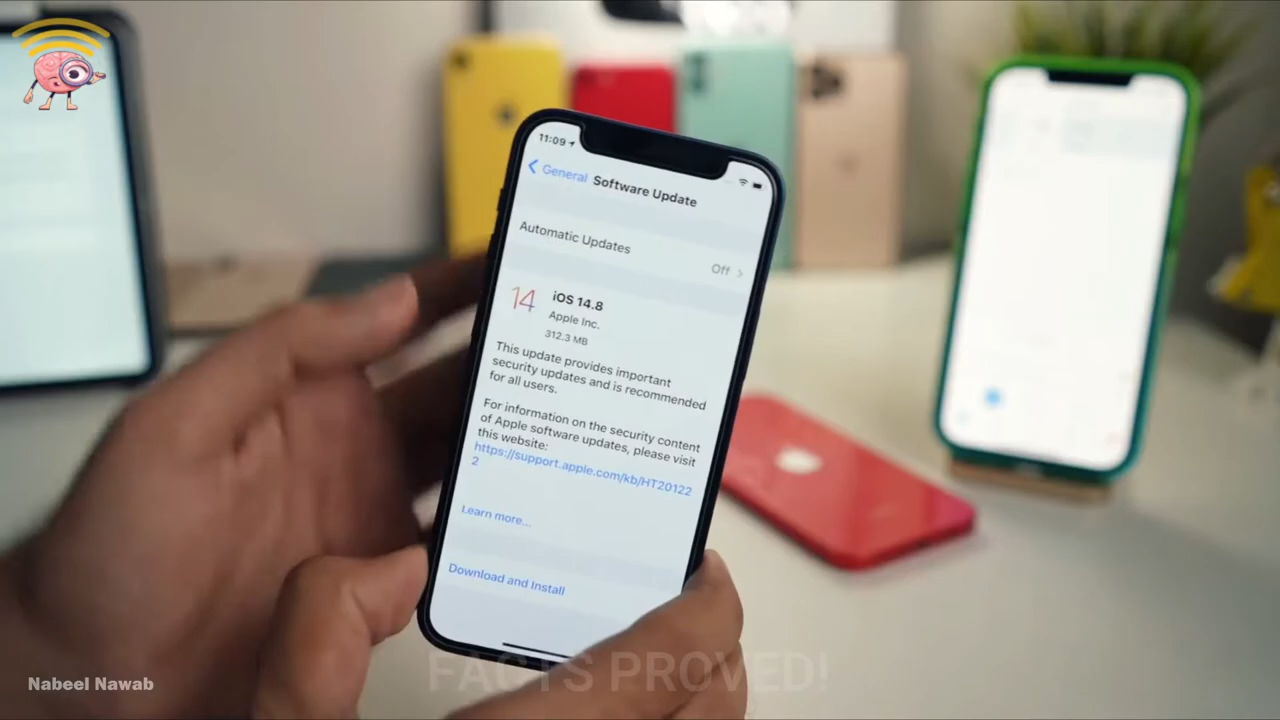 11:09
General Software Update
Automatic Updates
Off
14
iOS 14.8
Apple Inc.
312.3 MB
This update provides important
security updates and is recommended
for all users.
For information on the security content
of Apple software updates, please visit
this website:
https://support.apple.com/kb/HT20122
2
Learn more...
Download and Install
FACTS PROVED!
Nabeel Nawab